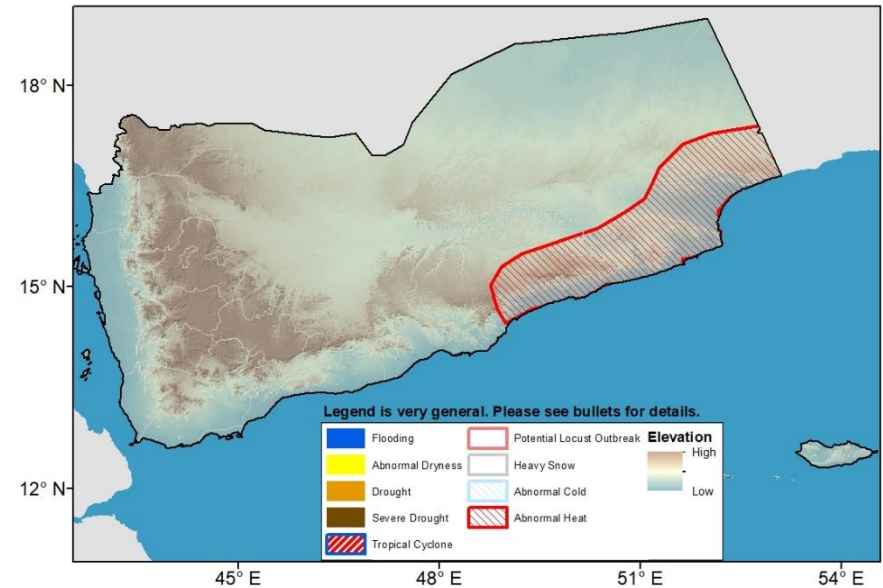 18° N
15° N
12° N
Legend is very general. Please see bullets for details.
Flooding
Abnormal Dryness
Drought
Severe Drought
Tropical Cyclone
Potential Locust Outbreak
Heavy Snow
Abnormal Cold
Abnormal Heat
Elevation
High
Low
45° E 48° E 51° E 54° E